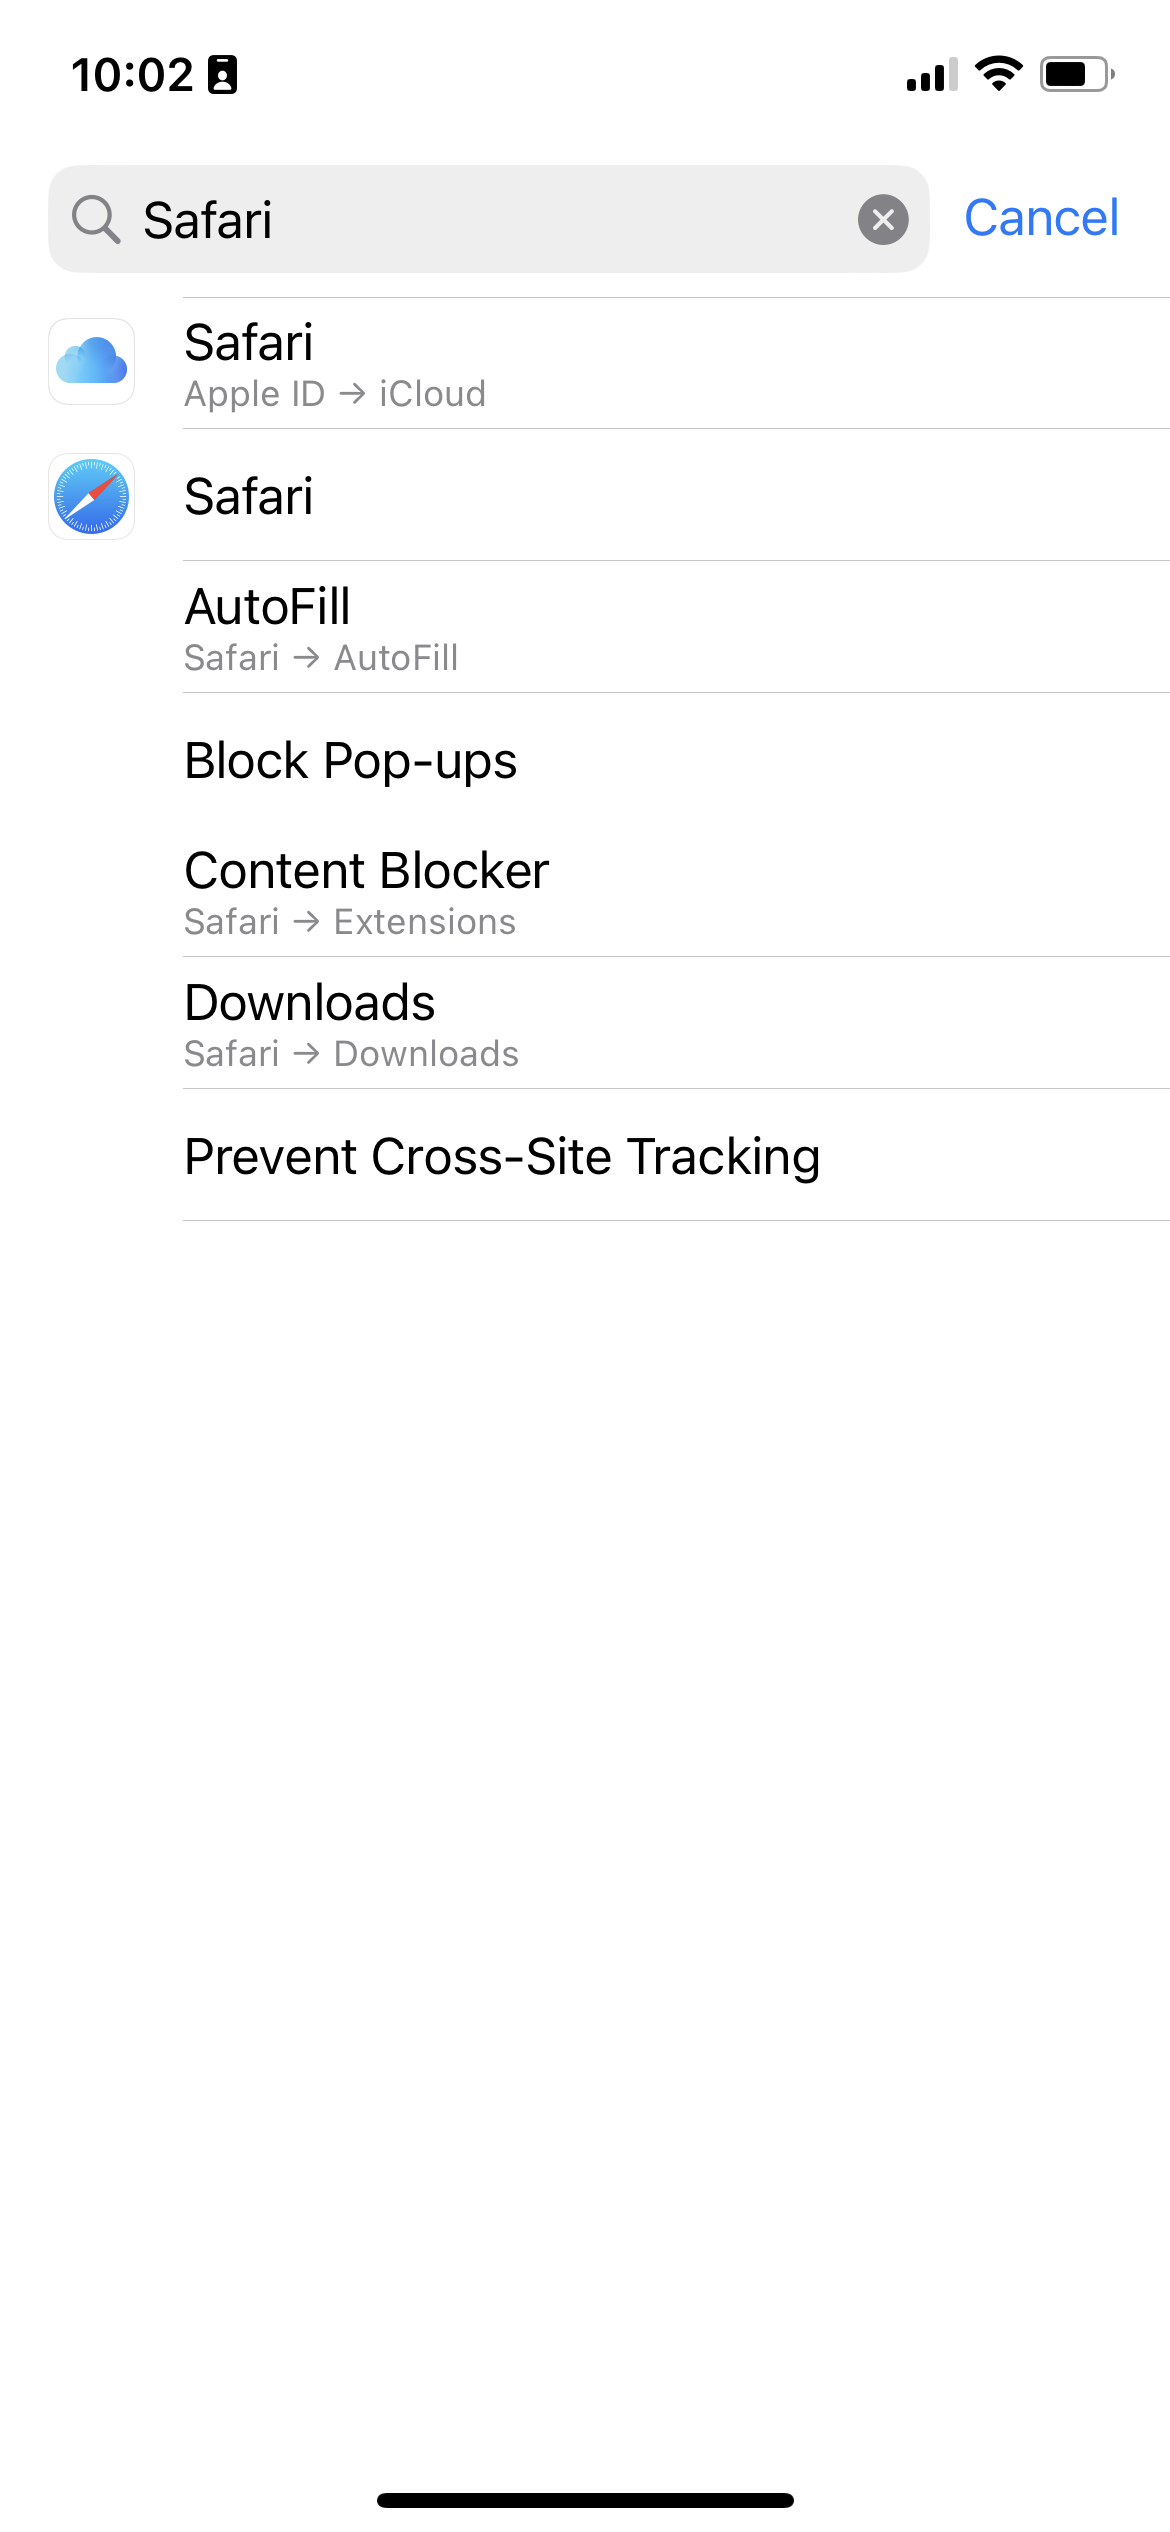 10:02
Safari
Cancel
Safari
Apple ID → iCloud
Safari
AutoFill
Safari → AutoFill
Block Pop-ups
Content Blocker
Safari → Extensions
Downloads
Safari → Downloads
Prevent Cross-Site Tracking